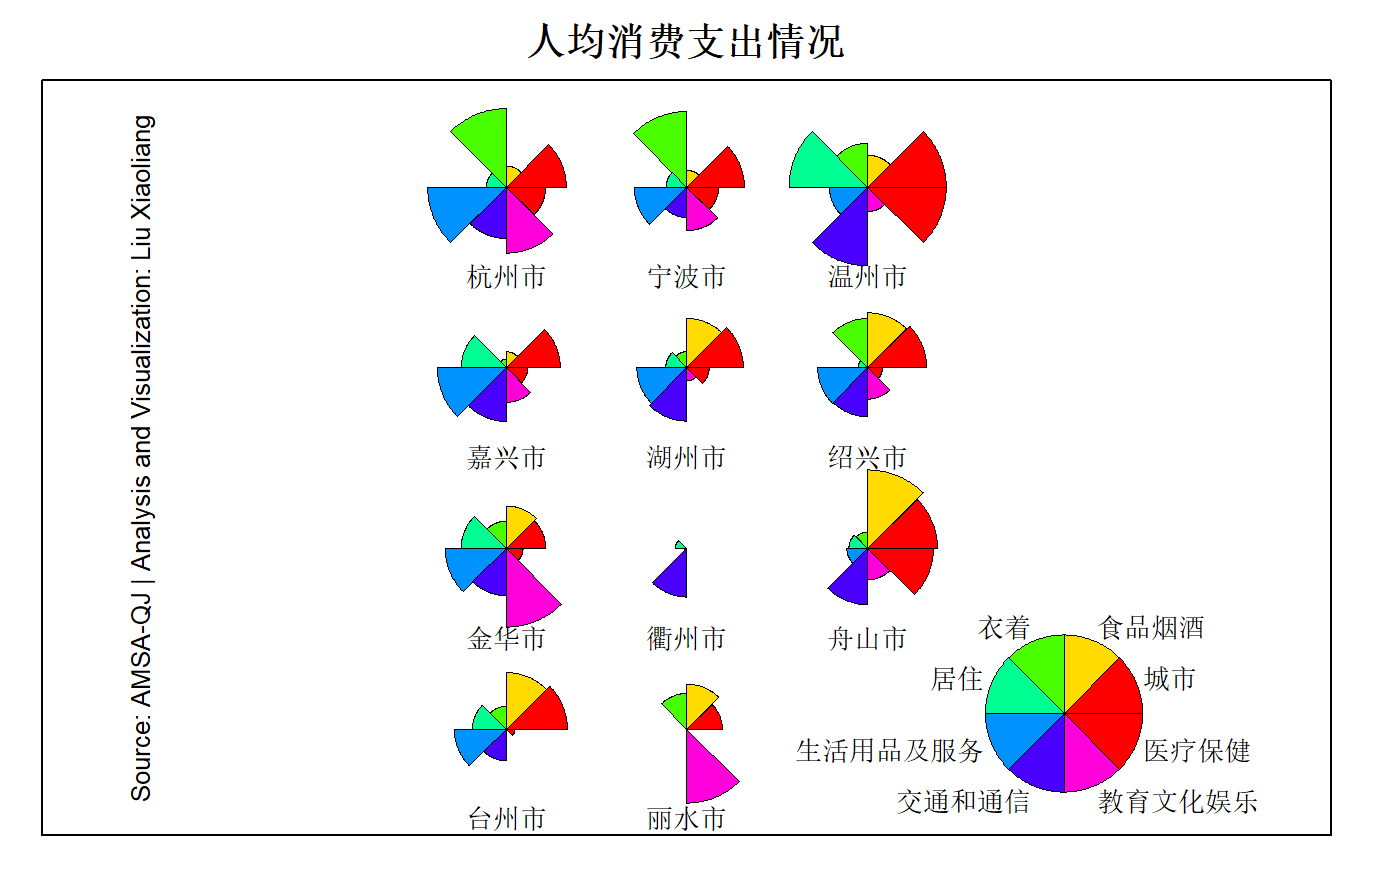 人均消费支出情况
Source: AMSA-QJ | Analysis and Visualization: Liu Xiaoliang
杭州市
宁波市
温州市
嘉兴市
湖州市
绍兴市
金华市
衢州市
舟山市
台州市
丽水市
衣着
食品烟酒
居住
城市
生活用品及服务
医疗保健
交通和通信
教育文化娱乐